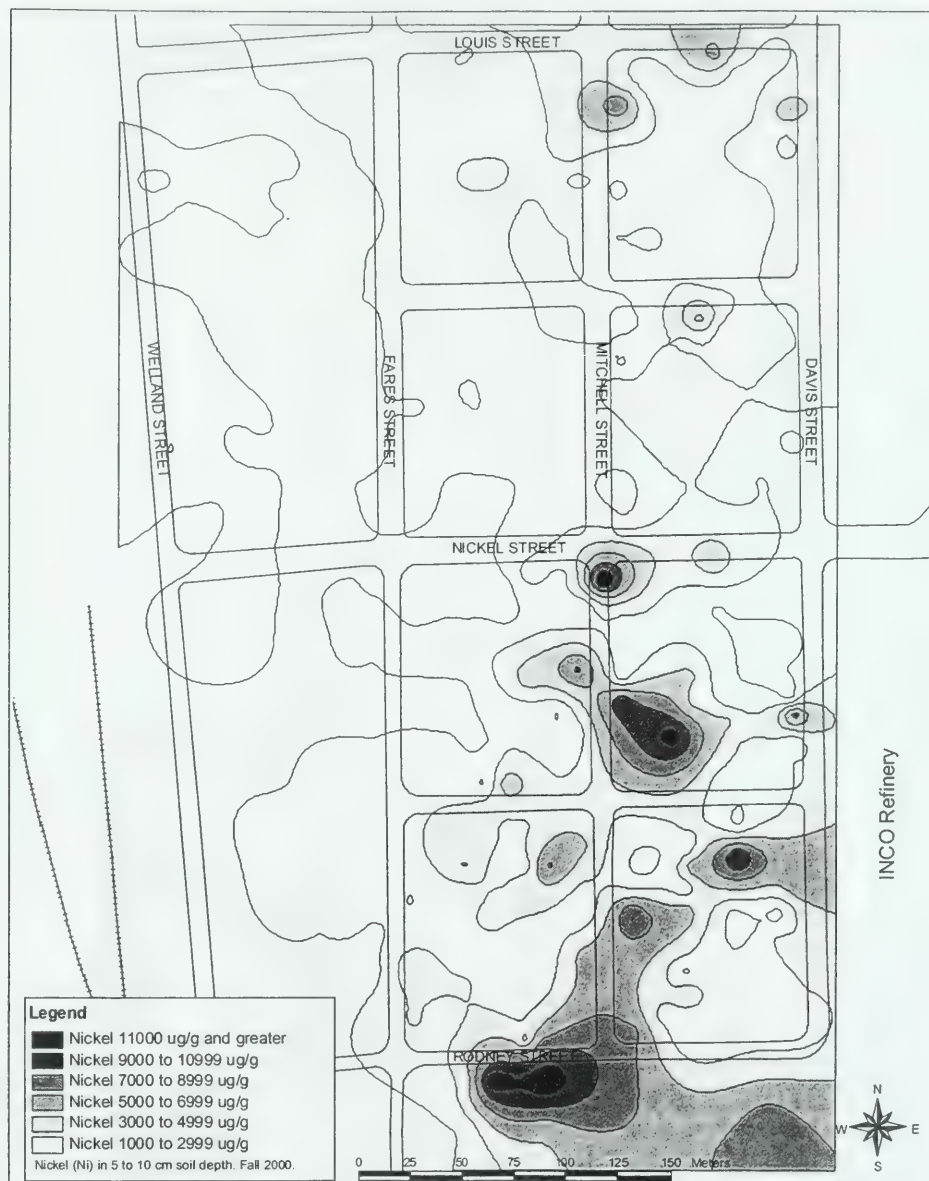 LOUIS STREET
WELLAND STREET
FARES STREET
MITCHELL STREET
DAVIS STREET
NICKEL STREET
INCO Refinery
RODNEY STREET
Legend
Nickel 11000 ug/g and greater
Nickel 9000 to 10999 ug/g
Nickel 7000 to 8999 ug/g
Nickel 5000 to 6999 ug/g
Nickel 3000 to 4999 ug/g
Nickel 1000 to 2999 ug/g
Nickel (Ni) in 5 to 10 cm soil depth. Fall 2000.
0 25 50 75 100 125 150 Meters
N
W E
S